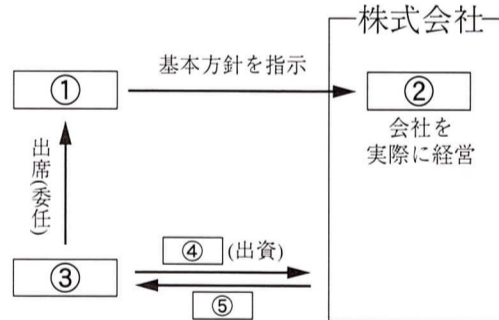 株式会社
基本方針を指示
①
②
会社を
実際に経営
出席(委任)
③
④ (出資)
⑤